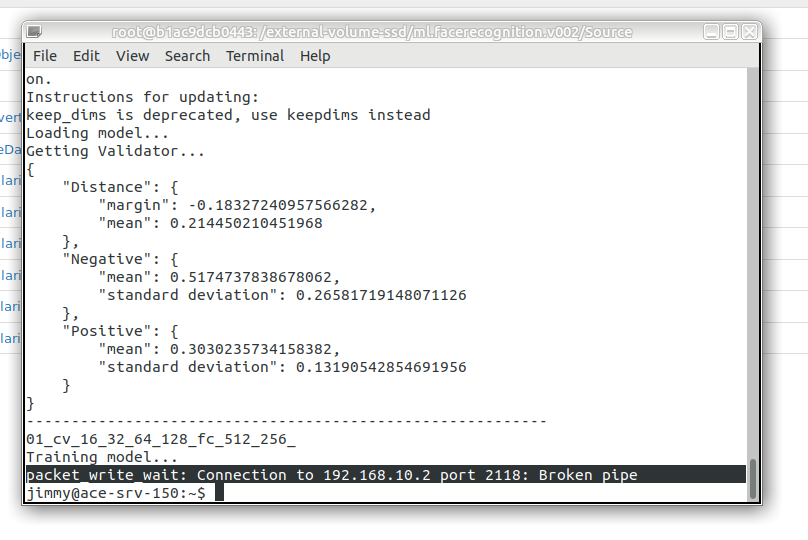 root@b1ac9dcb0443: /external-volume-ssd/ml.facerecognition.v002/Source
File Edit View Search Terminal Help
on.
Instructions for updating:
keep_dims is deprecated, use keepdims instead
Loading model...
Getting Validator...
{
    "Distance": {
        "margin": -0.18327240957566282,
        "mean": 0.214450210451968
    },
    "Negative": {
        "mean": 0.5174737838678062,
        "standard deviation": 0.26581719148071126
    },
    "Positive": {
        "mean": 0.3030235734158382,
        "standard deviation": 0.13190542854691956
    }
}
----------------------------------------------------------
01_cv_16_32_64_128_fc_512_256_
Training model...
packet_write_wait: Connection to 192.168.10.2 port 2118: Broken pipe
jimmy@ace-srv-150:~$